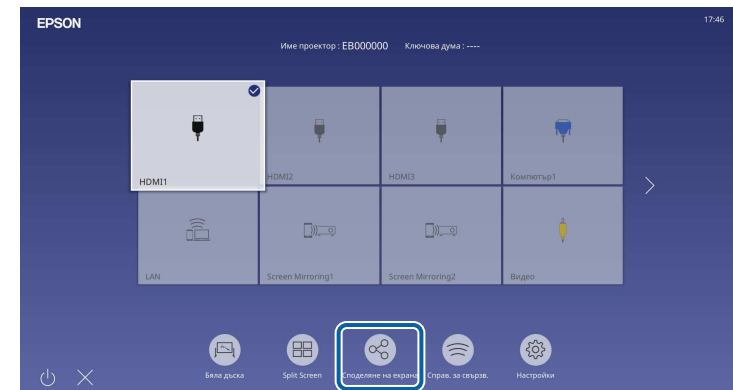 EPSON
17:46
Име проектор : EB000000 Ключова дума : ----
HDMI1
HDMI2
HDMI3
Компютър1
LAN
Screen Mirroring1
Screen Mirroring2
Видео
Бяла дъска
Split Screen
Споделяне на екрана
Справ. за свързв.
Настройки